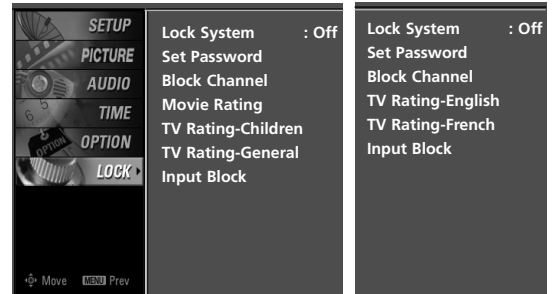 SETUP
PICTURE
AUDIO
TIME
OPTION
LOCK
Move MENU Prev
Lock System : Off
Set Password
Block Channel
Movie Rating
TV Rating-Children
TV Rating-General
Input Block
Lock System : Off
Set Password
Block Channel
TV Rating-English
TV Rating-French
Input Block